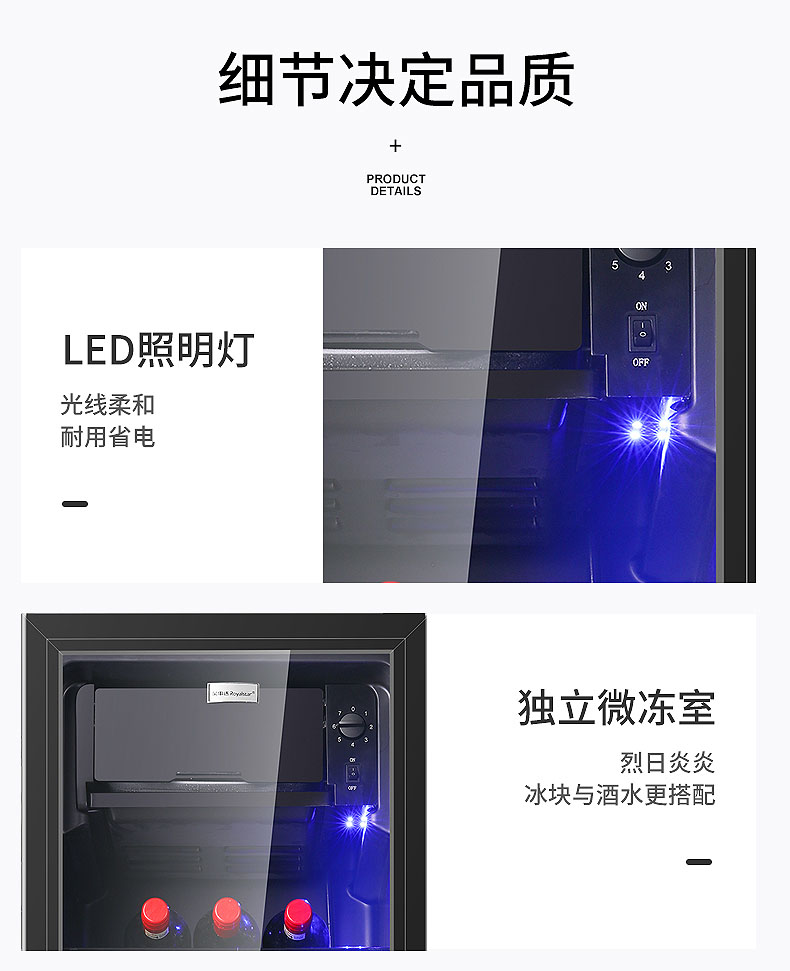 细节决定品质
+
PRODUCT
DETAILS
LED照明灯
光线柔和
耐用省电
5 4 3
ON
OFF
独立微冻室
烈日炎炎
冰块与酒水更搭配
Royalstar
7 0 1
6 2
5 4 3
ON
OFF